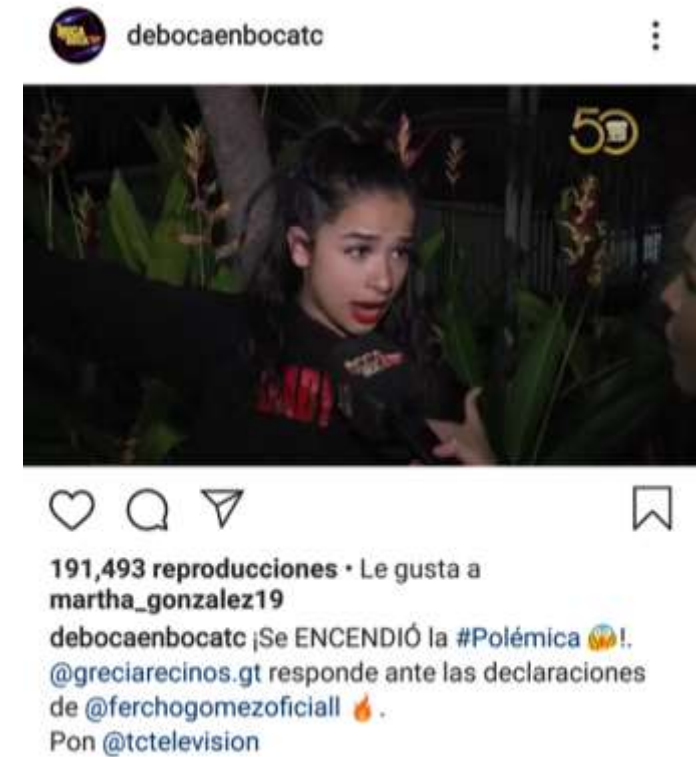 debocaenbocatc
50
191,493 reproducciones • Le gusta a
martha_gonzalez19
debocaenbocatc ¡Se ENCENDIÓ la #Polémica 😱!.
@greciarecinos.gt responde ante las declaraciones
de @ferchogomezoficiall 🔥.
Pon @tctelevision